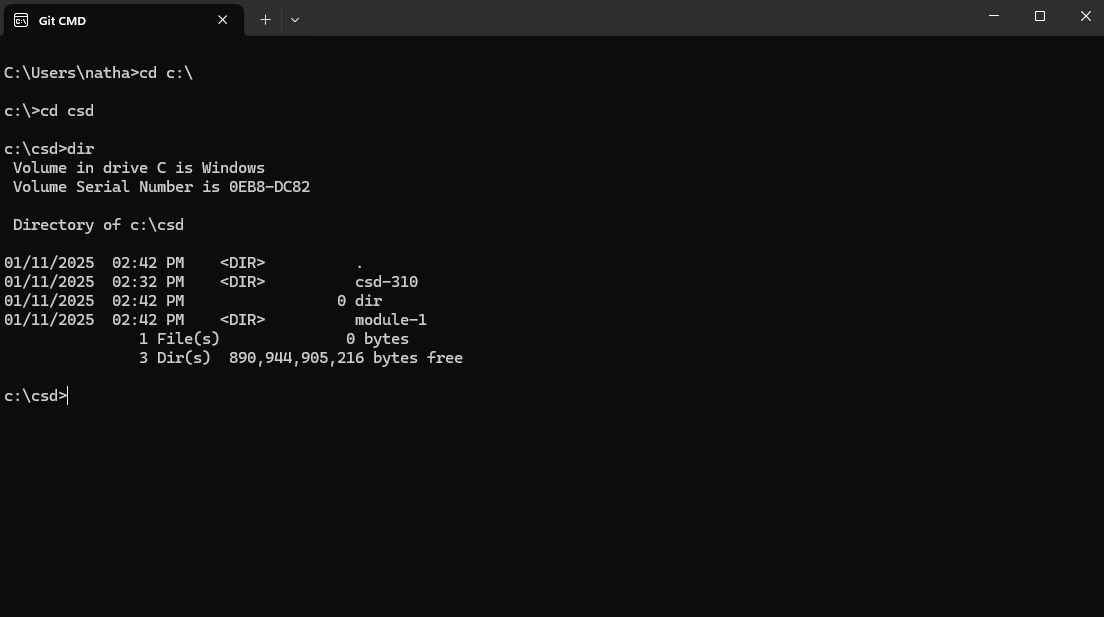 Git CMD
C:\Users\natha>cd c:\
c:\>cd csd
c:\csd>dir
 Volume in drive C is Windows
 Volume Serial Number is 0EB8-DC82
 Directory of c:\csd
01/11/2025  02:42 PM    <DIR>          .
01/11/2025  02:32 PM    <DIR>          csd-310
01/11/2025  02:42 PM                 0 dir
01/11/2025  02:42 PM    <DIR>          module-1
               1 File(s)              0 bytes
               3 Dir(s)  890,944,905,216 bytes free
c:\csd>